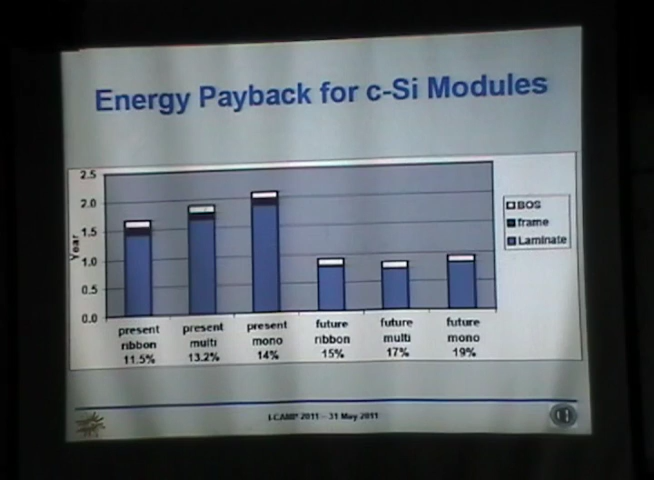 Energy Payback for c-Si Modules
2.5
2.0
1.5
1.0
0.5
0.0
Year
BOS
frame
Laminate
present ribbon 11.5%
present multi 13.2%
present mono 14%
future ribbon 15%
future multi 17%
future mono 19%
2011 - 31 May 2011